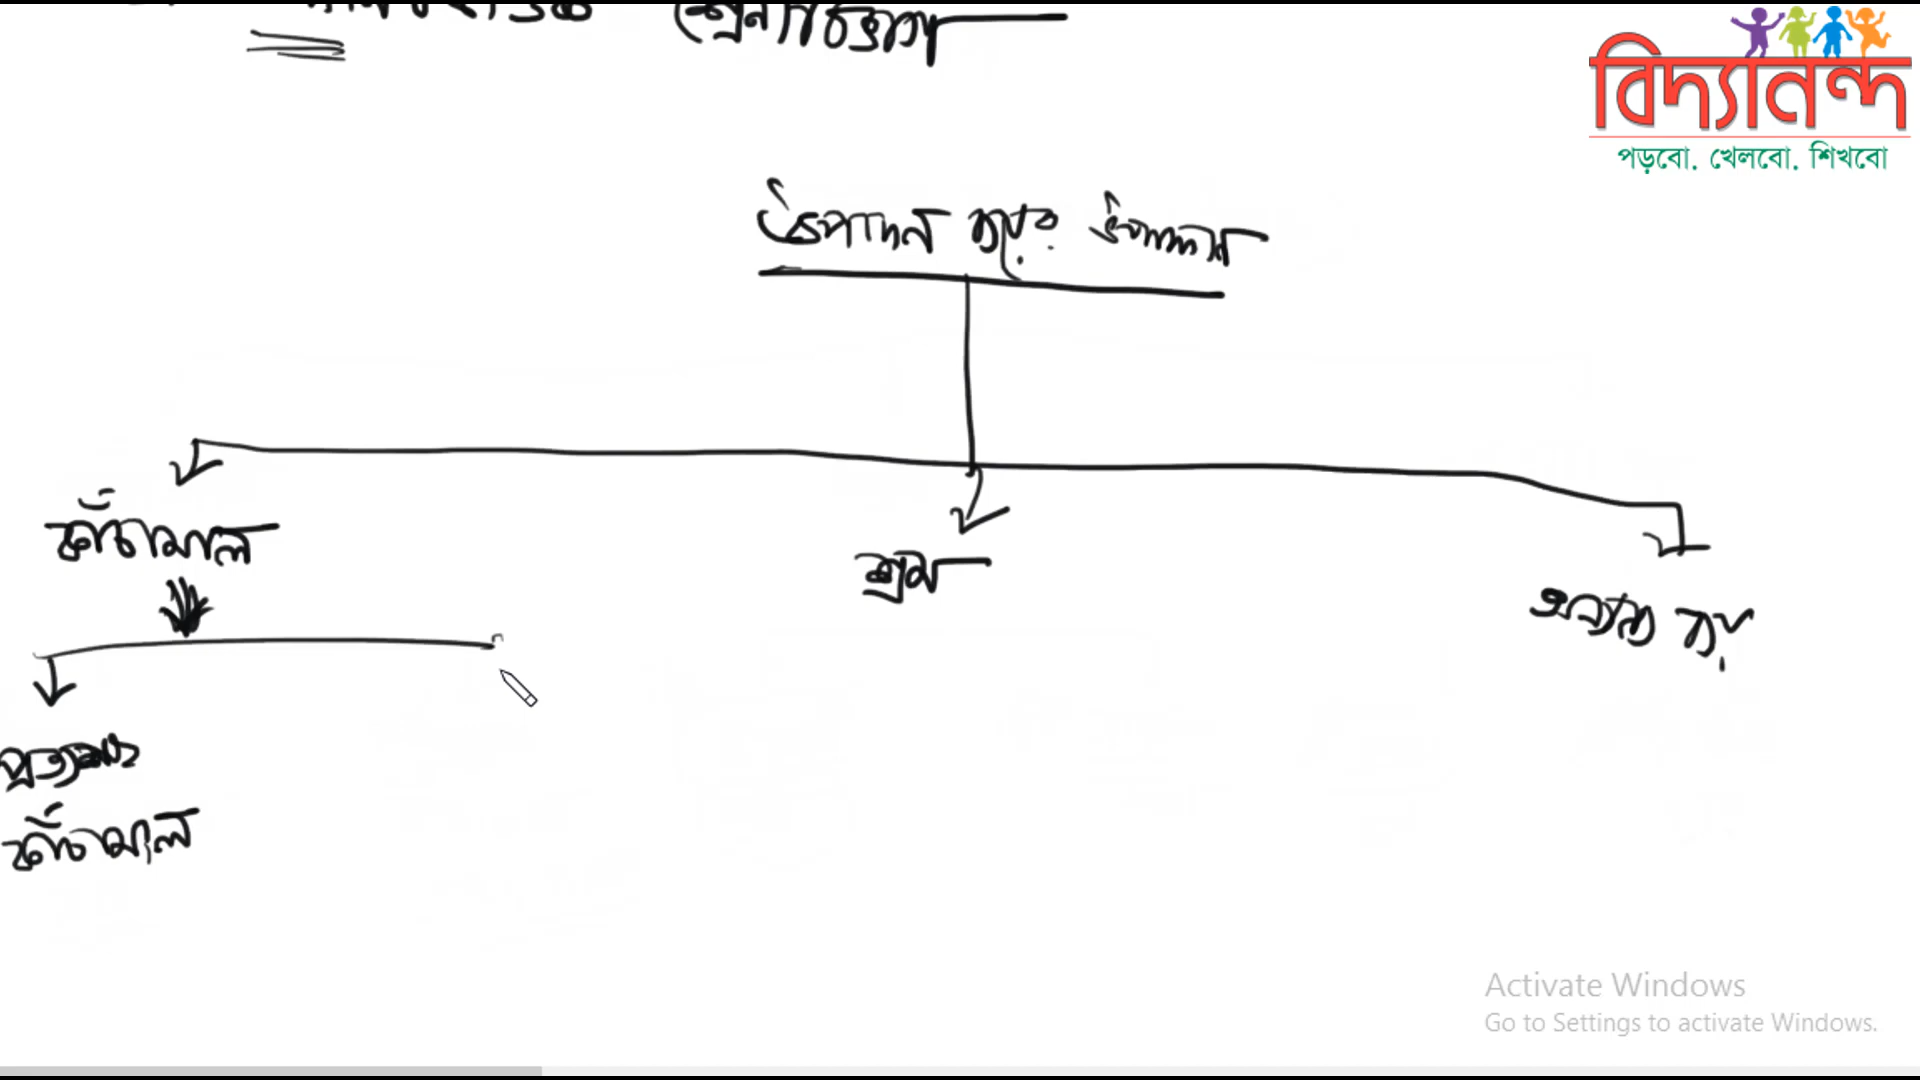 শ্রেণীবিভাগ
বিদ্যানন্দ
পড়বো. খেলবো. শিখবো
উৎপাদন ব্যয়ের উপাদান
কাঁচামাল
শ্রম
অন্যান্য ব্যয়
প্রত্যক্ষ
কাঁচামাল
Activate Windows
Go to Settings to activate Windows.